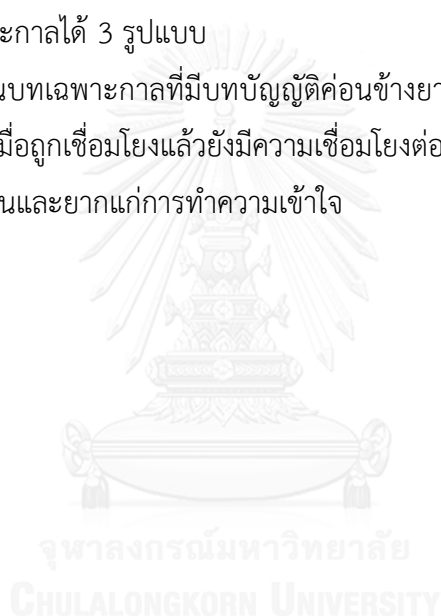 ะกาลได้ 3 รูปแบบ
นบทเฉพาะกาลที่มีบทบัญญัติค่อนข้างยา
มื่อถูกเชื่อมโยงแล้วยังมีความเชื่อมโยงต่อ
นและยากแก่การทำความเข้าใจ
จุฬาลงกรณ์มหาวิทยาลัย
CHULALONGKORN UNIVERSITY